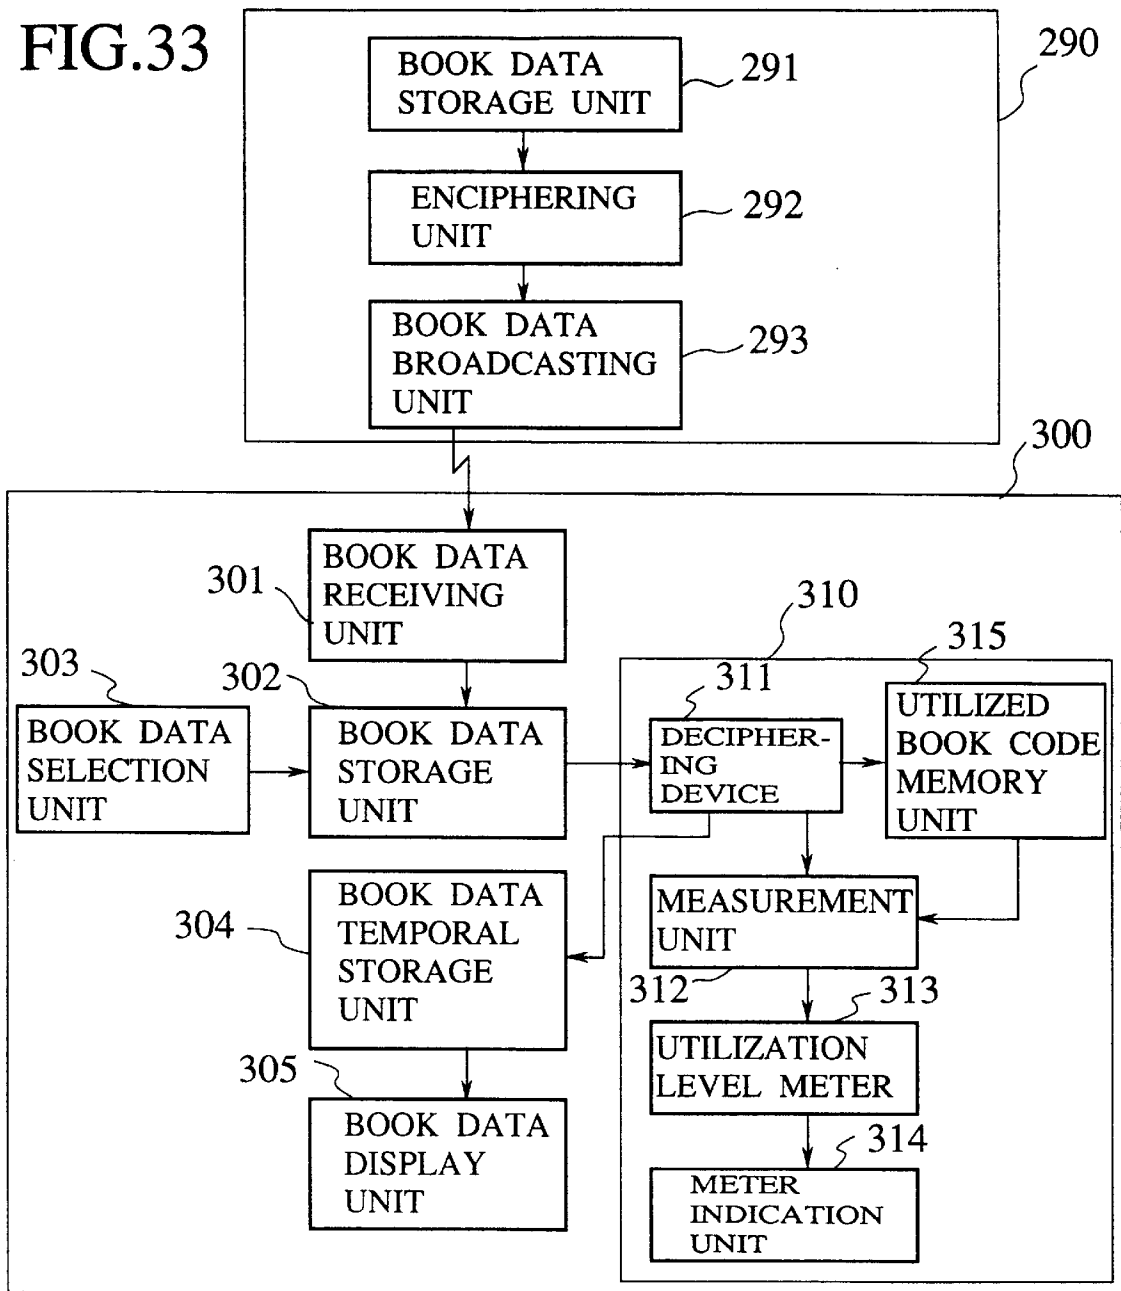 FIG.33
290
BOOK DATA
STORAGE UNIT
291
ENCIPHERING
UNIT
292
BOOK DATA
BROADCASTING
UNIT
293
300
BOOK DATA
RECEIVING
UNIT
301
303
BOOK DATA
SELECTION
UNIT
302
BOOK DATA
STORAGE
UNIT
310
311
DECIPHER-
ING
DEVICE
315
UTILIZED
BOOK CODE
MEMORY
UNIT
304
BOOK DATA
TEMPORAL
STORAGE
UNIT
MEASUREMENT
UNIT
312
313
UTILIZATION
LEVEL METER
305
BOOK DATA
DISPLAY
UNIT
314
METER
INDICATION
UNIT